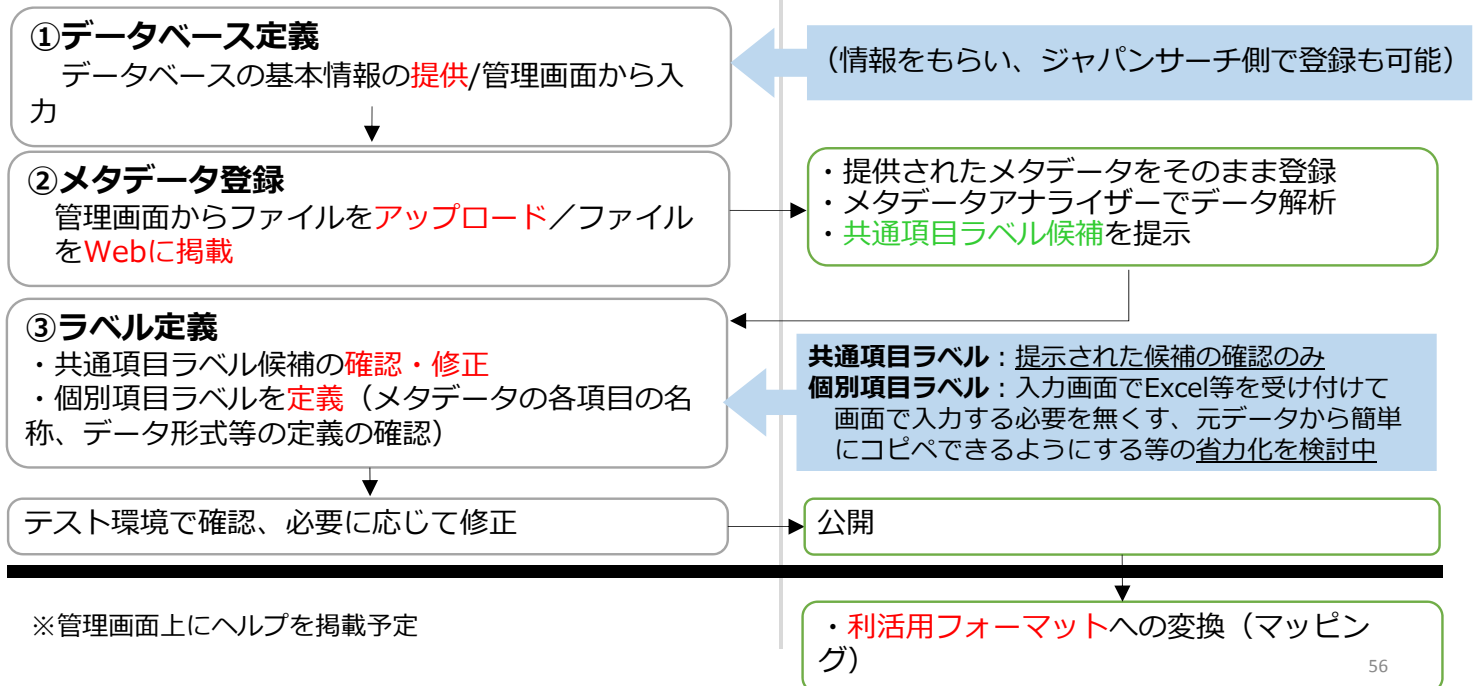 ①データベース定義
データベースの基本情報の提供/管理画面から入
力
（情報をもらい、ジャパンサーチ側で登録も可能）
②メタデータ登録
管理画面からファイルをアップロード／ファイル
をWebに掲載
・提供されたメタデータをそのまま登録
・メタデータアナライザーでデータ解析
・共通項目ラベル候補を提示
③ラベル定義
・共通項目ラベル候補の確認・修正
・個別項目ラベルを定義（メタデータの各項目の名
称、データ形式等の定義の確認）
共通項目ラベル：提示された候補の確認のみ
個別項目ラベル：入力画面でExcel等を受け付けて
画面で入力する必要を無くす、元データから簡単
にコピペできるようにする等の省力化を検討中
テスト環境で確認、必要に応じて修正
公開
※管理画面上にヘルプを掲載予定
・利活用フォーマットへの変換（マッピン
グ）
56